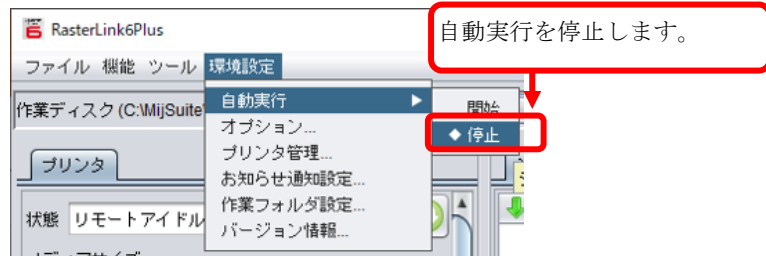 RasterLink6Plus
自動実行を停止します。
ファイル 機能 ツール 環境設定
作業ディスク (C:\MijSuite\
自動実行
開始
◆ 停止
オプション...
プリンタ管理...
お知らせ通知設定...
作業フォルダ設定...
バージョン情報...
プリンタ
状態 リモートアイドル